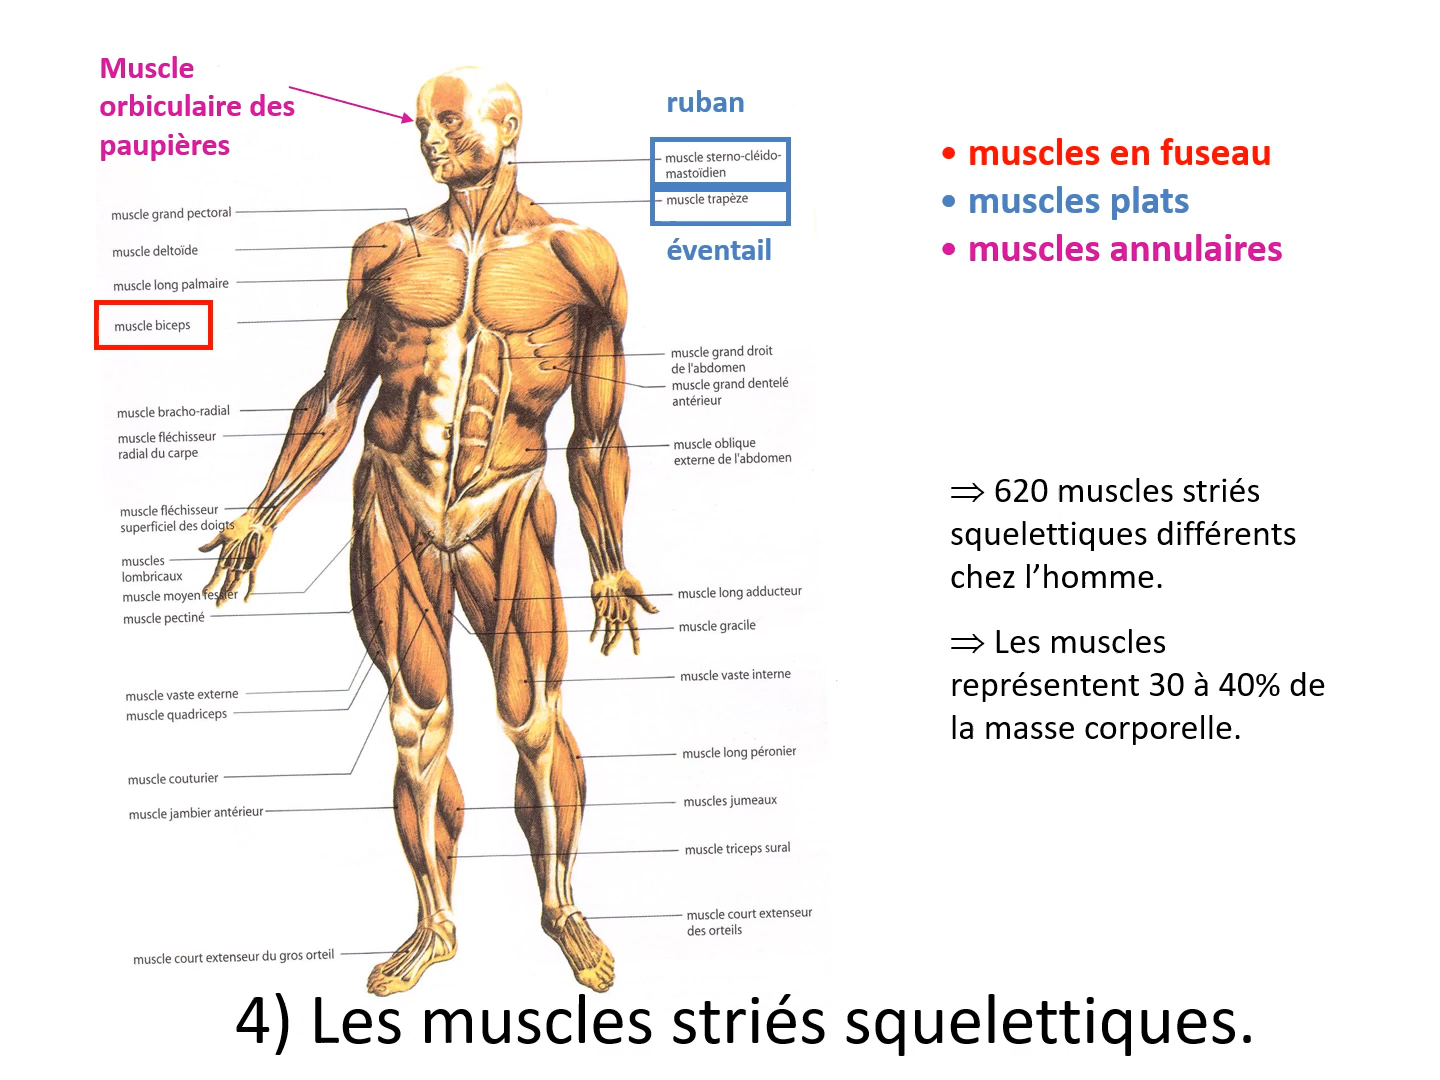 Muscle
orbiculaire des
paupières
muscle grand pectoral
muscle deltoïde
muscle long palmaire
muscle biceps
muscle bracho-radial
muscle fléchisseur
radial du carpe
muscle fléchisseur
superficiel des doigts
muscles
lombricaux
muscle moyen fessier
muscle pectiné
muscle vaste externe
muscle quadriceps
muscle couturier
muscle jambier antérieur
muscle court extenseur du gros orteil
ruban
muscle sterno-cléido-
mastoïdien
muscle trapèze
éventail
muscle grand droit
de l'abdomen
muscle grand dentelé
antérieur
muscle oblique
externe de l'abdomen
muscle long adducteur
muscle gracile
muscle vaste interne
muscle long péronier
muscles jumeaux
muscle triceps sural
muscle court extenseur
des orteils
• muscles en fuseau
• muscles plats
• muscles annulaires
⇒ 620 muscles striés
squelettiques différents
chez l’homme.
⇒ Les muscles
représentent 30 à 40% de
la masse corporelle.
4) Les muscles striés squelettiques.